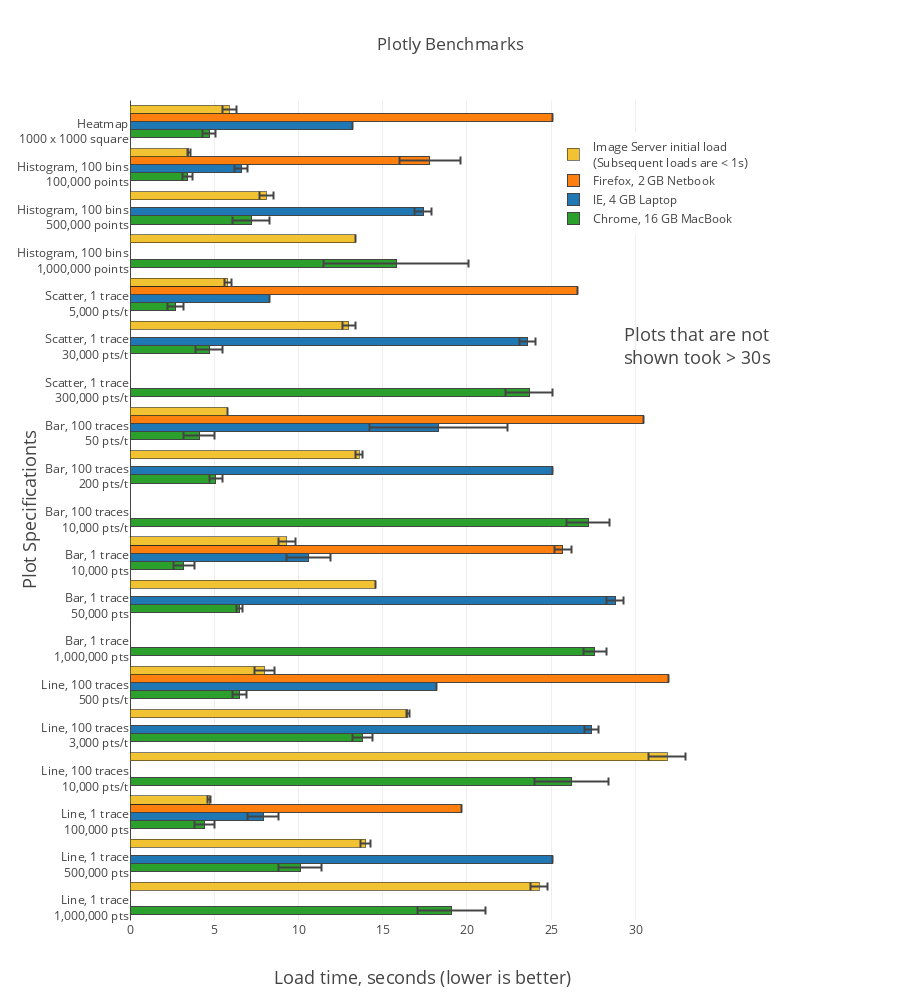 Plotly Benchmarks
Heatmap
1000 x 1000 square
Histogram, 100 bins
100,000 points
Histogram, 100 bins
500,000 points
Histogram, 100 bins
1,000,000 points
Scatter, 1 trace
5,000 pts/t
Scatter, 1 trace
30,000 pts/t
Scatter, 1 trace
300,000 pts/t
Bar, 100 traces
50 pts/t
Bar, 100 traces
200 pts/t
Bar, 100 traces
10,000 pts/t
Bar, 1 trace
10,000 pts
Bar, 1 trace
50,000 pts
Bar, 1 trace
1,000,000 pts
Line, 100 traces
500 pts/t
Line, 100 traces
3,000 pts/t
Line, 100 traces
10,000 pts/t
Line, 1 trace
100,000 pts
Line, 1 trace
500,000 pts
Line, 1 trace
1,000,000 pts
Plot Specificationts
Image Server initial load
(Subsequent loads are < 1s)
Firefox, 2 GB Netbook
IE, 4 GB Laptop
Chrome, 16 GB MacBook
Plots that are not
shown took > 30s
0 5 10 15 20 25 30
Load time, seconds (lower is better)